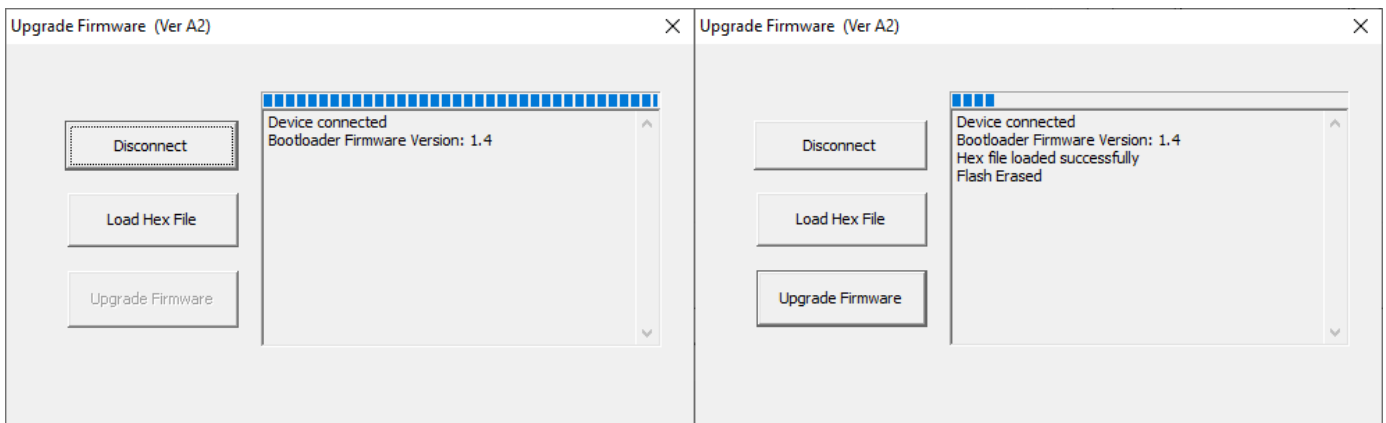 Upgrade Firmware (Ver A2)
Disconnect
Load Hex File
Upgrade Firmware
Device connected
Bootloader Firmware Version: 1.4
Upgrade Firmware (Ver A2)
Disconnect
Load Hex File
Upgrade Firmware
Device connected
Bootloader Firmware Version: 1.4
Hex file loaded successfully
Flash Erased